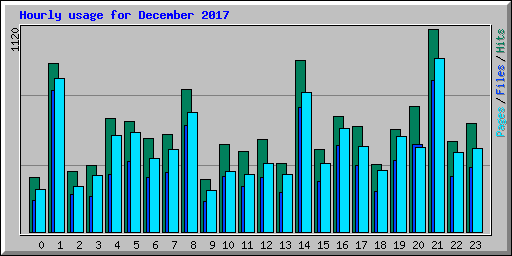 Hourly usage for December 2017
1120
Pages/Files/Hits
0 1 2 3 4 5 6 7 8 9 10 11 12 13 14 15 16 17 18 19 20 21 22 23